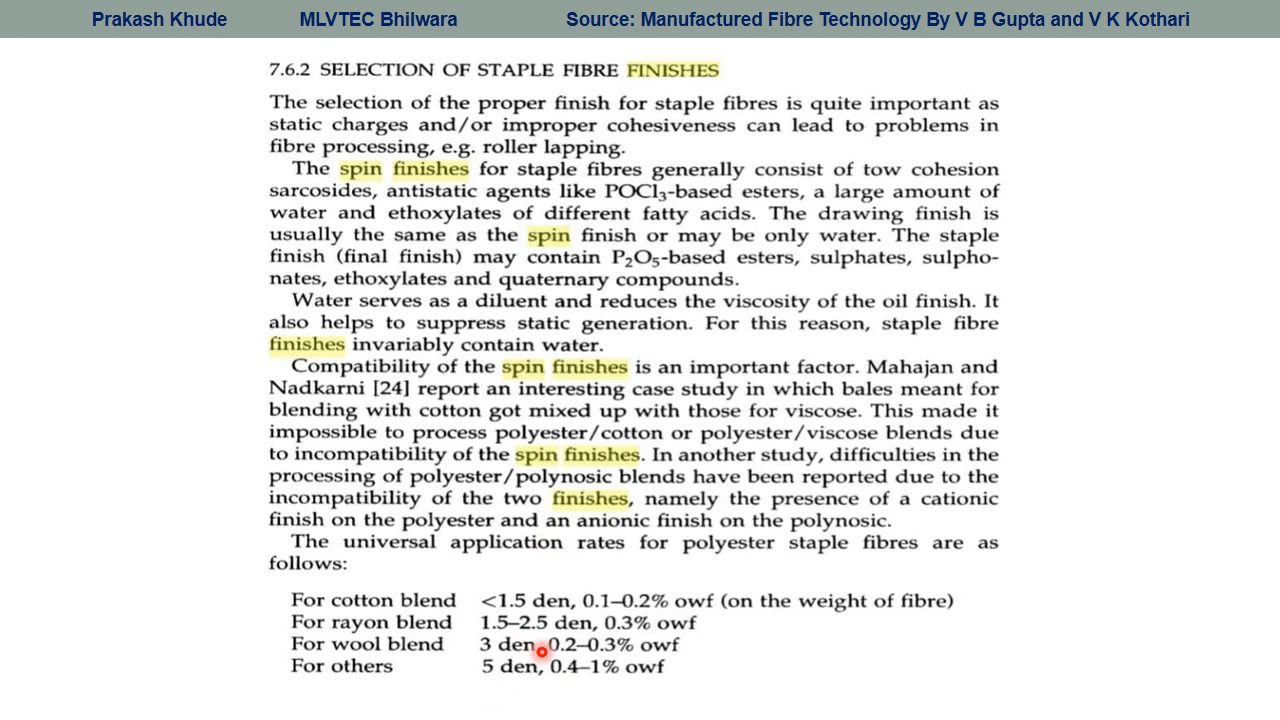 Prakash Khude MLVTEC Bhilwara Source: Manufactured Fibre Technology By V B Gupta and V K Kothari
7.6.2 SELECTION OF STAPLE FIBRE FINISHES
The selection of the proper finish for staple fibres is quite important as
static charges and/or improper cohesiveness can lead to problems in
fibre processing, e.g. roller lapping.
The spin finishes for staple fibres generally consist of tow cohesion
sarcosides, antistatic agents like POCl₃-based esters, a large amount of
water and ethoxylates of different fatty acids. The drawing finish is
usually the same as the spin finish or may be only water. The staple
finish (final finish) may contain P₂O₅-based esters, sulphates, sulpho-
nates, ethoxylates and quaternary compounds.
Water serves as a diluent and reduces the viscosity of the oil finish. It
also helps to suppress static generation. For this reason, staple fibre
finishes invariably contain water.
Compatibility of the spin finishes is an important factor. Mahajan and
Nadkarni [24] report an interesting case study in which bales meant for
blending with cotton got mixed up with those for viscose. This made it
impossible to process polyester/cotton or polyester/viscose blends due
to incompatibility of the spin finishes. In another study, difficulties in the
processing of polyester/polynosic blends have been reported due to the
incompatibility of the two finishes, namely the presence of a cationic
finish on the polyester and an anionic finish on the polynosic.
The universal application rates for polyester staple fibres are as
follows:
For cotton blend <1.5 den, 0.1–0.2% owf (on the weight of fibre)
For rayon blend 1.5–2.5 den, 0.3% owf
For wool blend 3 den, 0.2–0.3% owf
For others 5 den, 0.4–1% owf